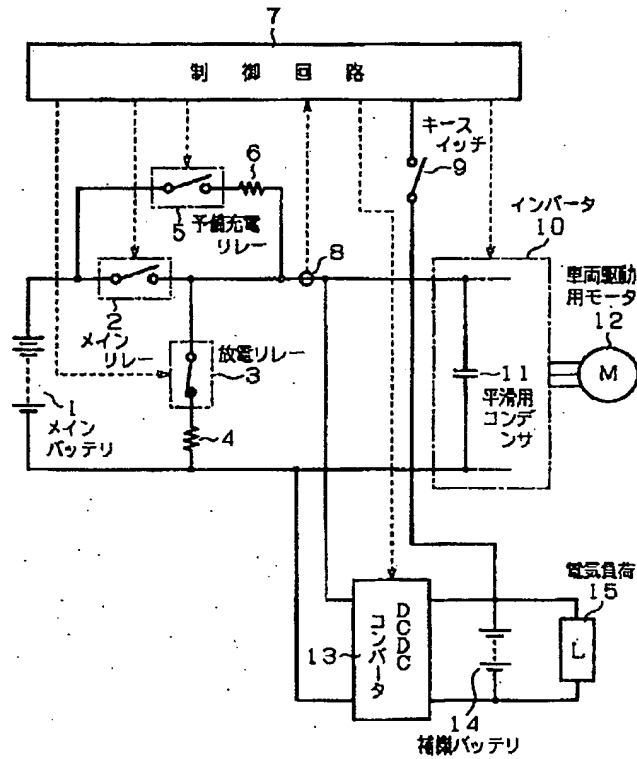 7
制御回路
キース
イッチ
9
6
5
予備充電
リレー
8
インバータ
10
車両駆動
用モータ
12
M
2
メイン
リレー
放電リレー
3
11
平滑用
コンデ
ンサ
1
メイン
バッテリ
4
電気負荷
15
DCDC
コンバータ
13
L
14
補機バッテリ